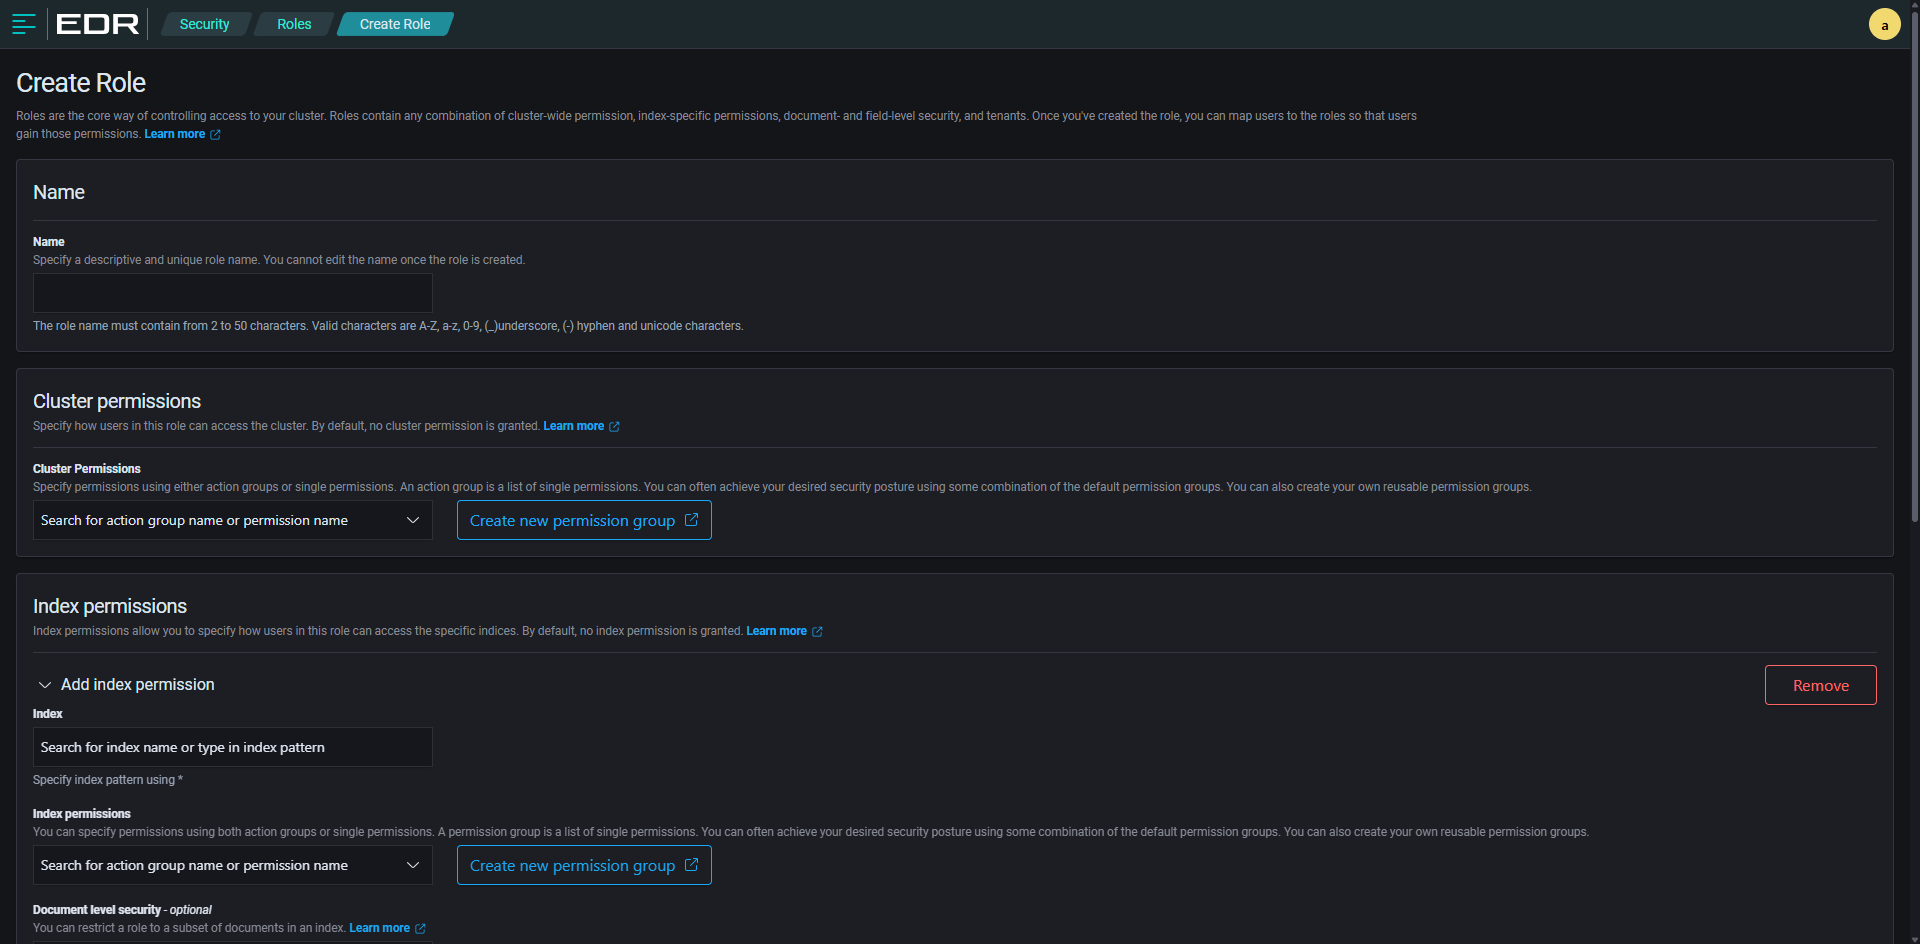 EDR
Security
Roles
Create Role
a
Create Role
Roles are the core way of controlling access to your cluster. Roles contain any combination of cluster-wide permission, index-specific permissions, document- and field-level security, and tenants. Once you've created the role, you can map users to the roles so that users
gain those permissions. Learn more
Name
Name
Specify a descriptive and unique role name. You cannot edit the name once the role is created.
The role name must contain from 2 to 50 characters. Valid characters are A-Z, a-z, 0-9, (_)underscore, (-) hyphen and unicode characters.
Cluster permissions
Specify how users in this role can access the cluster. By default, no cluster permission is granted. Learn more
Cluster Permissions
Specify permissions using either action groups or single permissions. An action group is a list of single permissions. You can often achieve your desired security posture using some combination of the default permission groups. You can also create your own reusable permission groups.
Search for action group name or permission name
Create new permission group
Index permissions
Index permissions allow you to specify how users in this role can access the specific indices. By default, no index permission is granted. Learn more
Add index permission
Remove
Index
Search for index name or type in index pattern
Specify index pattern using *
Index permissions
You can specify permissions using both action groups or single permissions. A permission group is a list of single permissions. You can often achieve your desired security posture using some combination of the default permission groups. You can also create your own reusable permission groups.
Search for action group name or permission name
Create new permission group
Document level security - optional
You can restrict a role to a subset of documents in an index. Learn more